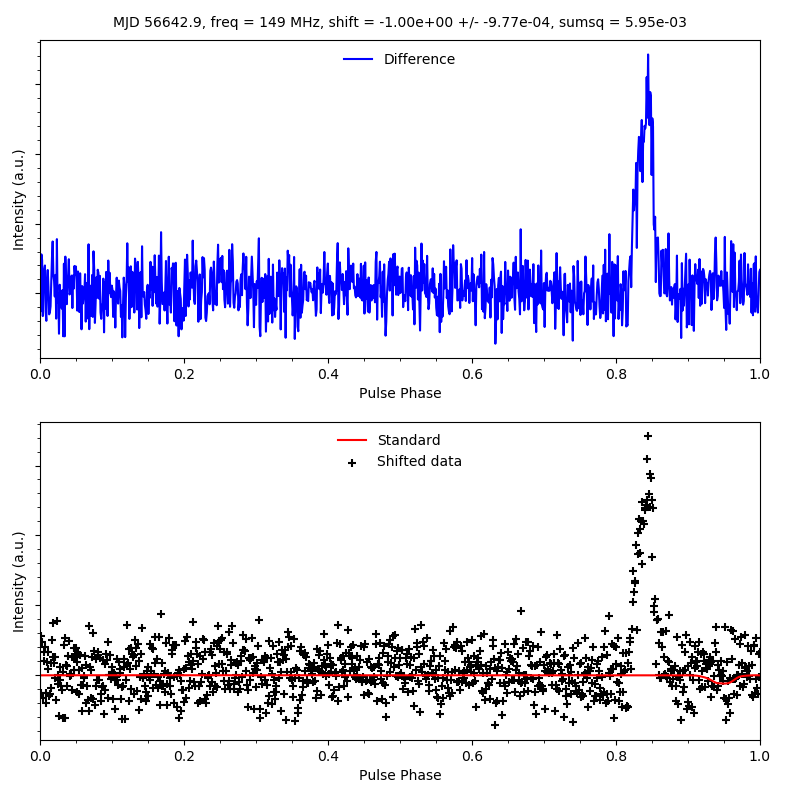 MJD 56642.9, freq = 149 MHz, shift = -1.00e+00 +/- -9.77e-04, sumsq = 5.95e-03
Difference
Intensity (a.u.)
0.0 0.2 0.4 0.6 0.8 1.0
Pulse Phase
Standard
Shifted data
Intensity (a.u.)
0.0 0.2 0.4 0.6 0.8 1.0
Pulse Phase